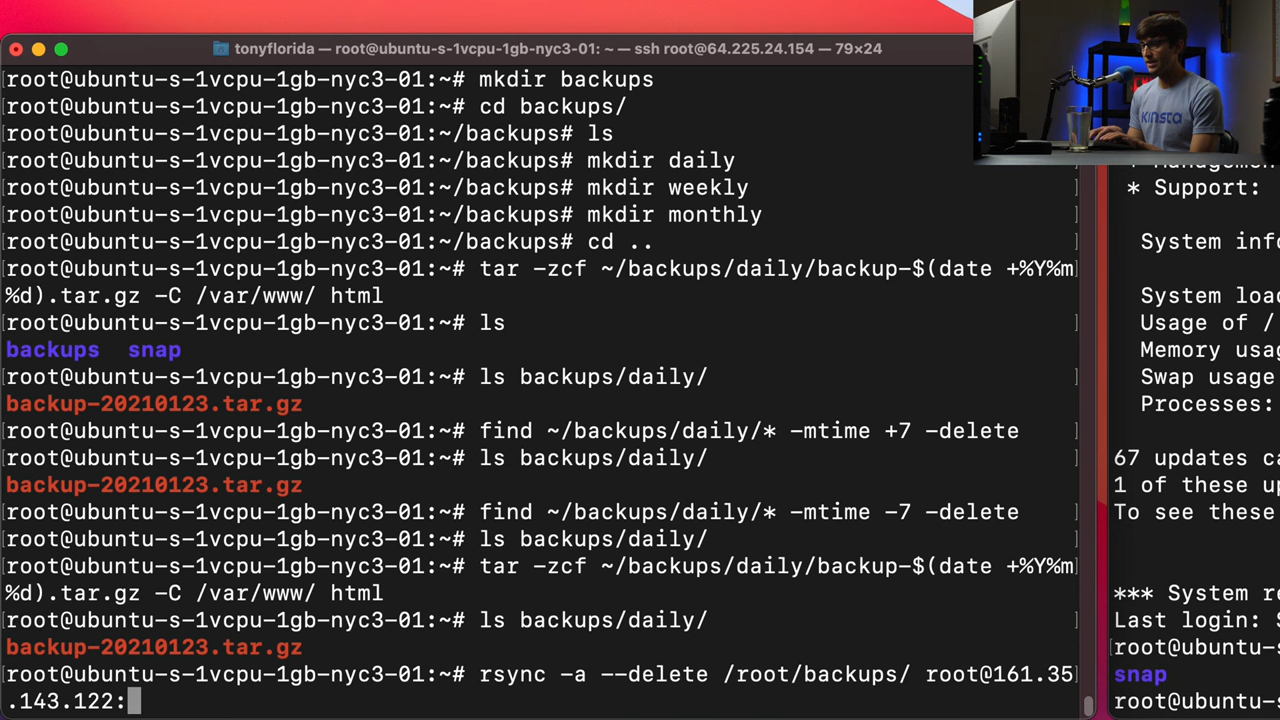 tonyflorida — root@ubuntu-s-1vcpu-1gb-nyc3-01: ~ — ssh root@64.225.24.154 — 79×24
[root@ubuntu-s-1vcpu-1gb-nyc3-01:~# mkdir backups
[root@ubuntu-s-1vcpu-1gb-nyc3-01:~# cd backups/
[root@ubuntu-s-1vcpu-1gb-nyc3-01:~/backups# ls
[root@ubuntu-s-1vcpu-1gb-nyc3-01:~/backups# mkdir daily ]
[root@ubuntu-s-1vcpu-1gb-nyc3-01:~/backups# mkdir weekly ]
[root@ubuntu-s-1vcpu-1gb-nyc3-01:~/backups# mkdir monthly ]
[root@ubuntu-s-1vcpu-1gb-nyc3-01:~/backups# cd .. ]
[root@ubuntu-s-1vcpu-1gb-nyc3-01:~# tar -zcf ~/backups/daily/backup-$(date +%Y%m]
%d).tar.gz -C /var/www/ html
[root@ubuntu-s-1vcpu-1gb-nyc3-01:~# ls ]
backups snap
[root@ubuntu-s-1vcpu-1gb-nyc3-01:~# ls backups/daily/ ]
backup-20210123.tar.gz
[root@ubuntu-s-1vcpu-1gb-nyc3-01:~# find ~/backups/daily/* -mtime +7 -delete ]
[root@ubuntu-s-1vcpu-1gb-nyc3-01:~# ls backups/daily/ ]
backup-20210123.tar.gz
[root@ubuntu-s-1vcpu-1gb-nyc3-01:~# find ~/backups/daily/* -mtime -7 -delete ]
[root@ubuntu-s-1vcpu-1gb-nyc3-01:~# ls backups/daily/ ]
[root@ubuntu-s-1vcpu-1gb-nyc3-01:~# tar -zcf ~/backups/daily/backup-$(date +%Y%m]
%d).tar.gz -C /var/www/ html
[root@ubuntu-s-1vcpu-1gb-nyc3-01:~# ls backups/daily/ ]
backup-20210123.tar.gz
root@ubuntu-s-1vcpu-1gb-nyc3-01:~# rsync -a --delete /root/backups/ root@161.35
.143.122:
KINSTA
* Support:
System
System
Usage of /
Memory
Swap usage
Processes:
67 updates
1 of these
To see these
*** System
Last login:
[root@ubuntu-s-
snap
root@ubuntu-s-